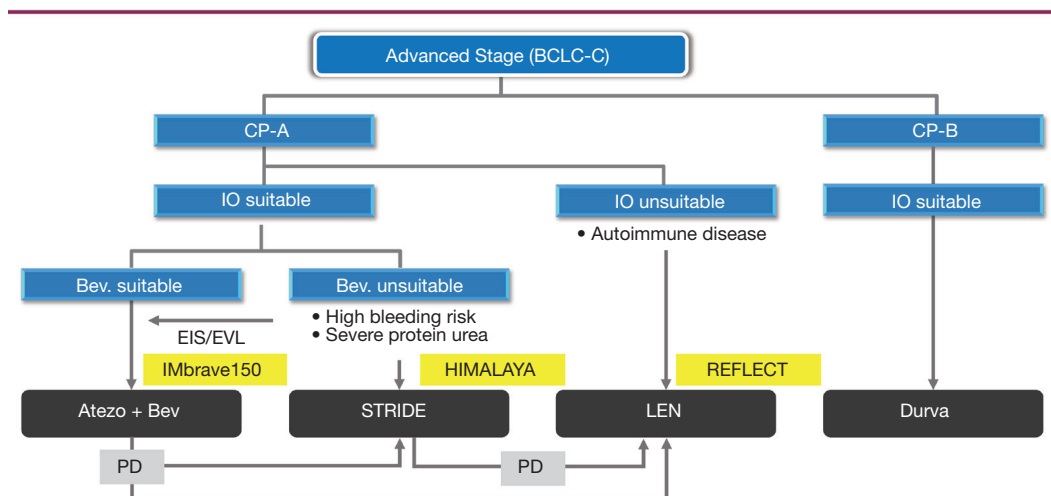 Advanced Stage (BCLC-C)
CP-A
CP-B
IO suitable
IO unsuitable
IO suitable
• Autoimmune disease
Bev. suitable
Bev. unsuitable
• High bleeding risk
• Severe protein urea
EIS/EVL
IMbrave150
HIMALAYA
REFLECT
Atezo + Bev
STRIDE
LEN
Durva
PD
PD